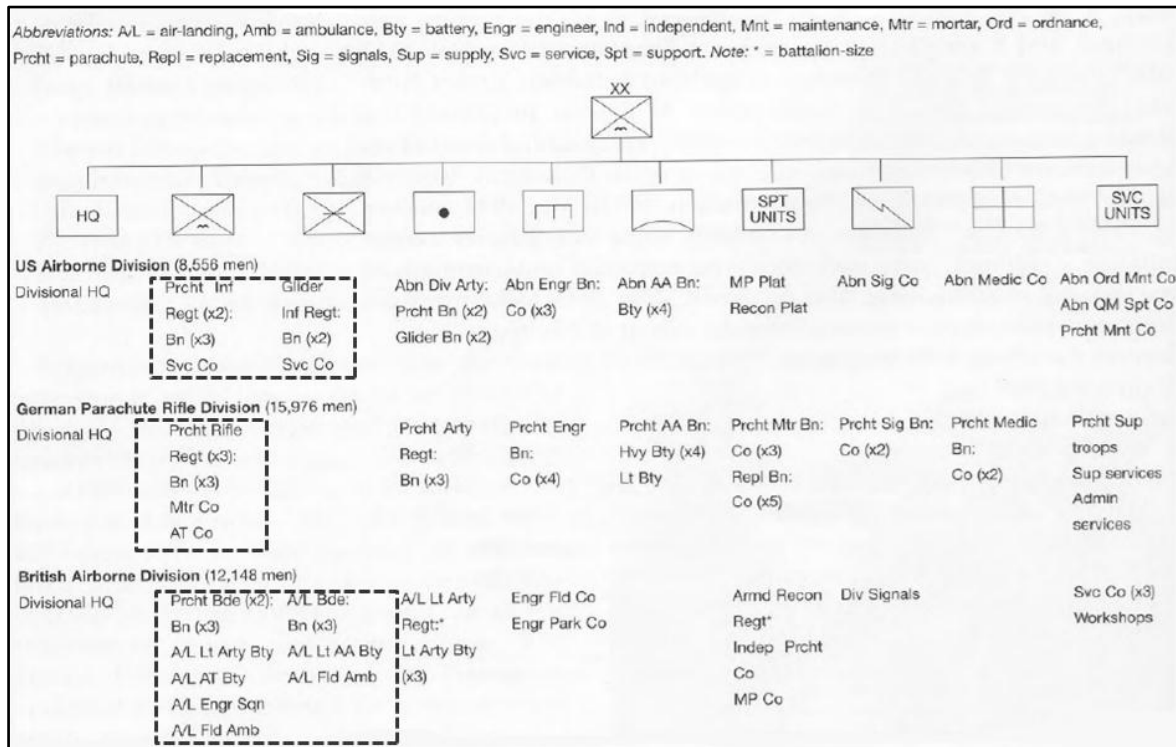 Abbreviations: A/L = air-landing, Amb = ambulance, Bty = battery, Engr = engineer, Ind = independent, Mnt = maintenance, Mtr = mortar, Ord = ordnance,
Prcht = parachute, Repl = replacement, Sig = signals, Sup = supply, Svc = service, Spt = support. Note: * = battalion-size
XX
HQ
SPT
UNITS
SVC
UNITS
US Airborne Division (8,556 men)
Divisional HQ
Prcht Inf
Regt (x2):
Bn (x3)
Svc Co
Glider
Inf Regt:
Bn (x2)
Svc Co
Abn Div Arty:
Prcht Bn (x2)
Glider Bn (x2)
Abn Engr Bn:
Co (x3)
Abn AA Bn:
Bty (x4)
MP Plat
Recon Plat
Abn Sig Co
Abn Medic Co
Abn Ord Mnt Co
Abn QM Spt Co
Prcht Mnt Co
German Parachute Rifle Division (15,976 men)
Divisional HQ
Prcht Rifle
Regt (x3):
Bn (x3)
Mtr Co
AT Co
Prcht Arty
Regt:
Bn (x3)
Prcht Engr
Bn:
Co (x4)
Prcht AA Bn:
Hvy Bty (x4)
Lt Bty
Prcht Mtr Bn:
Co (x3)
Repl Bn:
Co (x5)
Prcht Sig Bn:
Co (x2)
Prcht Medic
Bn:
Co (x2)
Prcht Sup
troops
Sup services
Admin
services
British Airborne Division (12,148 men)
Divisional HQ
Prcht Bde (x2):
Bn (x3)
A/L Lt Arty Bty
A/L AT Bty
A/L Engr Sqn
A/L Fld Amb
A/L Bde:
Bn (x3)
A/L Lt AA Bty
A/L Fld Amb
A/L Lt Arty
Regt:*
Lt Arty Bty
(x3)
Engr Fld Co
Engr Park Co
Armd Recon
Regt*
Indep Prcht
Co
MP Co
Div Signals
Svc Co (x3)
Workshops